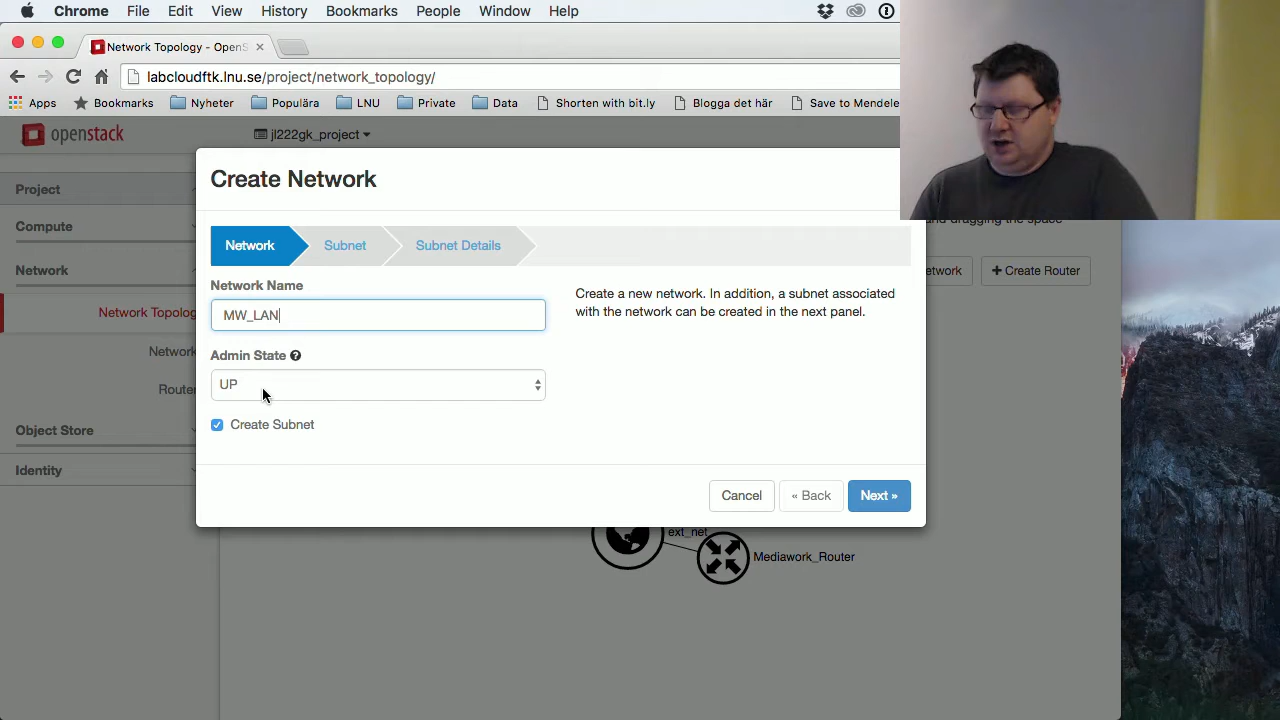 Chrome File Edit View History Bookmarks People Window Help
Network Topology - OpenS
labcloudftk.lnu.se/project/network_topology/
Apps Bookmarks Nyheter Populära LNU Private Data Shorten with bit.ly Blogga det här Save to Mendele
openstack jl222gk_project
Create Network
Project
Compute
Network
Network Topolog
Network
Router
Object Store
Identity
and dragging the space
etwork + Create Router
Network Subnet Subnet Details
Network Name
MW_LAN
Create a new network. In addition, a subnet associated
with the network can be created in the next panel.
Admin State
UP
Create Subnet
Cancel « Back Next »
ext_net
Mediawork_Router